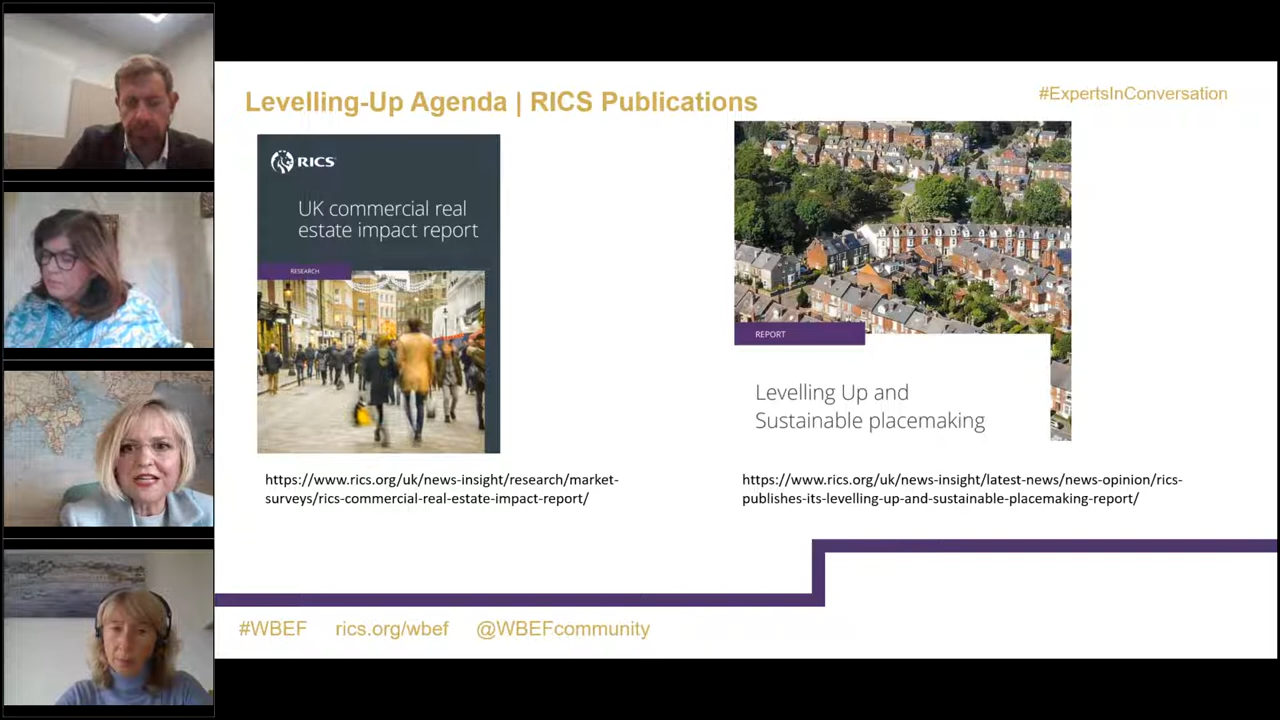 Levelling-Up Agenda | RICS Publications
#ExpertsInConversation
RICS
UK commercial real
estate impact report
RESEARCH
REPORT
Levelling Up and
Sustainable placemaking
https://www.rics.org/uk/news-insight/research/market-
surveys/rics-commercial-real-estate-impact-report/
https://www.rics.org/uk/news-insight/latest-news/news-opinion/rics-
publishes-its-levelling-up-and-sustainable-placemaking-report/
#WBEF rics.org/wbef @WBEFcommunity